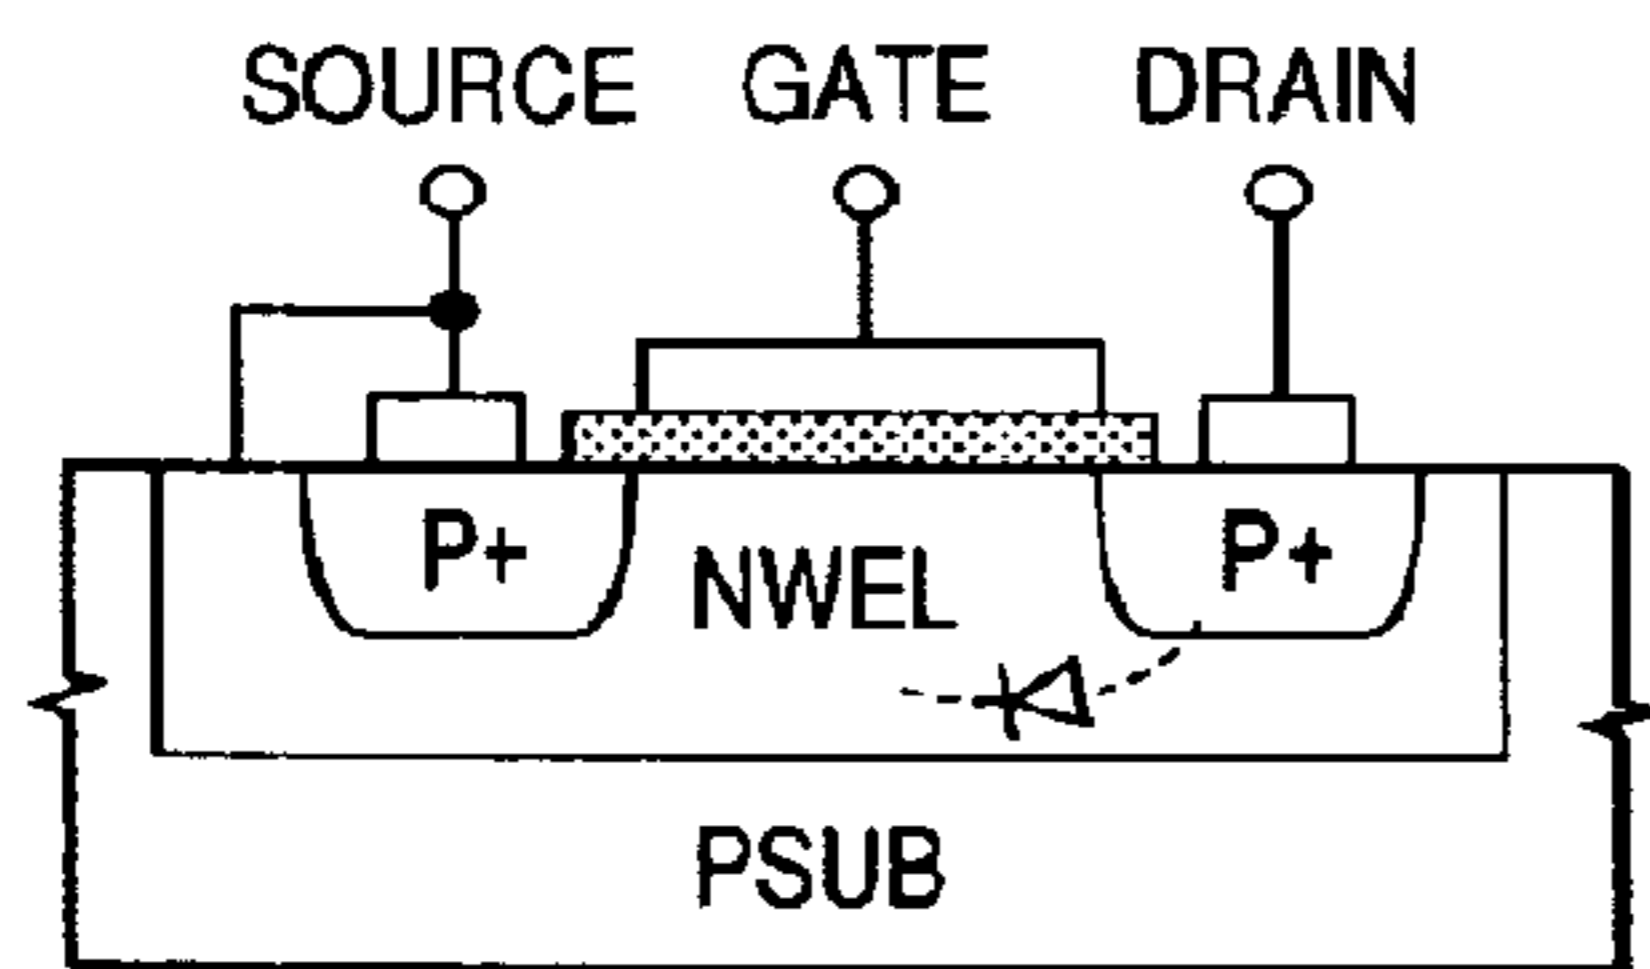 SOURCE GATE DRAIN
P+ P+
NWEL
PSUB